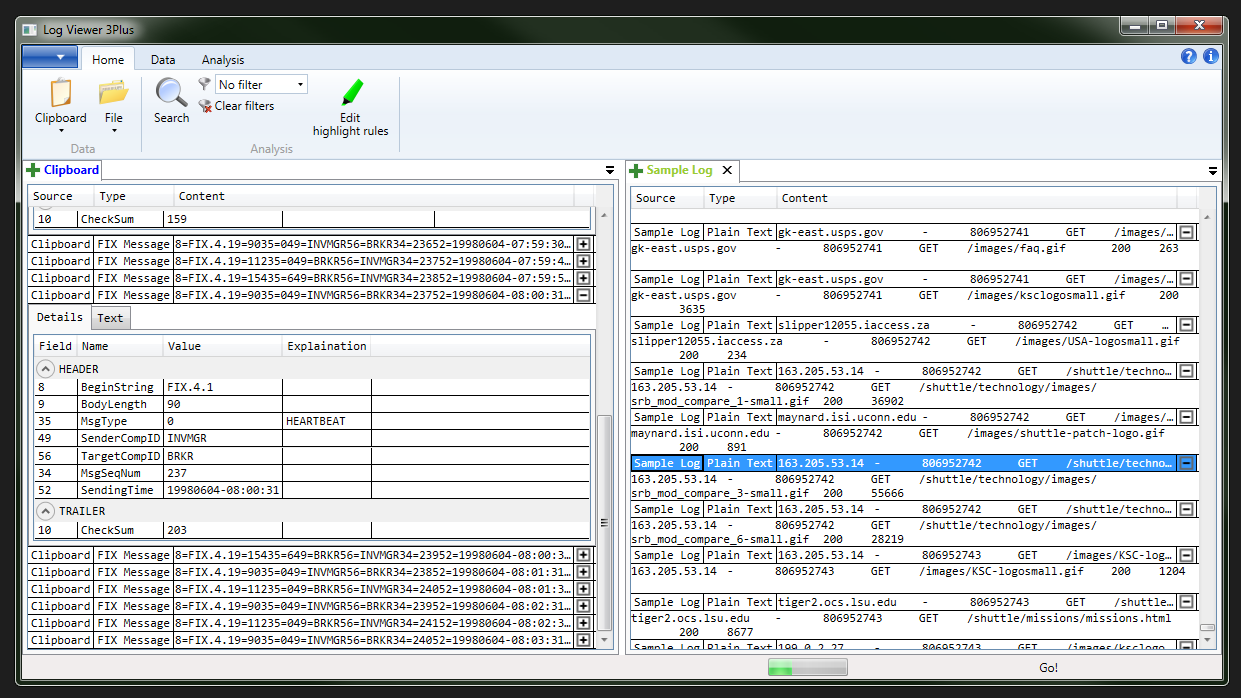 Log Viewer 3Plus
Home Data Analysis
Clipboard File Search No filter Clear filters Edit highlight rules
Data Analysis
Clipboard
Source Type Content
10 CheckSum 159
Clipboard FIX Message 8=FIX.4.19=9035=049=INVMGR56=BRKR34=23652=19980604-07:59:30...
Clipboard FIX Message 8=FIX.4.19=11235=049=INVMGR34=23752=19980604-07:59:4...
Clipboard FIX Message 8=FIX.4.19=15435=649=BRKR34=23852=19980604-07:59:5...
Clipboard FIX Message 8=FIX.4.19=9035=049=INVMGR34=23752=19980604-08:00:31...
Details Text
Field Name Value Explaination
HEADER
8 BeginString FIX.4.1
9 BodyLength 90
35 MsgType 0 HEARTBEAT
49 SenderCompID INVMGR
56 TargetCompID BRKR
34 MsgSeqNum 237
52 SendingTime 19980604-08:00:31
TRAILER
10 CheckSum 203
Clipboard FIX Message 8=FIX.4.19=15435=649=BRKR56=INVMGR34=23952=19980604-08:00:3...
Clipboard FIX Message 8=FIX.4.19=9035=049=BRKR56=INVMGR34=23852=19980604-08:01:31...
Clipboard FIX Message 8=FIX.4.19=11235=049=BRKR56=INVMGR34=24052=19980604-08:01:3...
Clipboard FIX Message 8=FIX.4.19=9035=049=INVMGR56=BRKR34=23952=19980604-08:02:31...
Clipboard FIX Message 8=FIX.4.19=11235=049=INVMGR56=BRKR34=24152=19980604-08:02:3...
Clipboard FIX Message 8=FIX.4.19=9035=049=INVMGR56=BRKR34=24052=19980604-08:03:31...
Sample Log
Source Type Content
Sample Log Plain Text gk-east.usps.gov - 806952741 GET /images/...
gk-east.usps.gov - 806952741 GET /images/faq.gif 200 263
Sample Log Plain Text gk-east.usps.gov - 806952741 GET /images/...
gk-east.usps.gov - 806952741 GET /images/ksclogosmall.gif 200
3635
Sample Log Plain Text slipper12055.iaccess.za - 806952742 GET ...
slipper12055.iaccess.za - 806952742 GET /images/USA-logosmall.gif
200 234
Sample Log Plain Text 163.205.53.14 - 806952742 GET /shuttle/techno...
163.205.53.14 - 806952742 GET /shuttle/technology/images/
srb_mod_compare_1-small.gif 200 36902
Sample Log Plain Text maynard.isi.uconn.edu - 806952742 GET /images/...
maynard.isi.uconn.edu - 806952742 GET /images/shuttle-patch-logo.gif
200 891
Sample Log Plain Text 163.205.53.14 - 806952742 GET /shuttle/techno...
163.205.53.14 - 806952742 GET /shuttle/technology/images/
srb_mod_compare_3-small.gif 200 55666
Sample Log Plain Text 163.205.53.14 - 806952742 GET /shuttle/techno...
163.205.53.14 - 806952742 GET /shuttle/technology/images/
srb_mod_compare_6-small.gif 200 28219
Sample Log Plain Text 163.205.53.14 - 806952743 GET /images/KSC-log...
163.205.53.14 - 806952743 GET /images/KSC-logosmall.gif 200 1204
Sample Log Plain Text tiger2.ocs.lsu.edu - 806952743 GET /shuttle...
tiger2.ocs.lsu.edu - 806952743 GET /shuttle/missions/missions.html
200 8677
Sample Log Plain Text 199.0.2.27 - 806952743 GET /images/ksclogo...
Go!